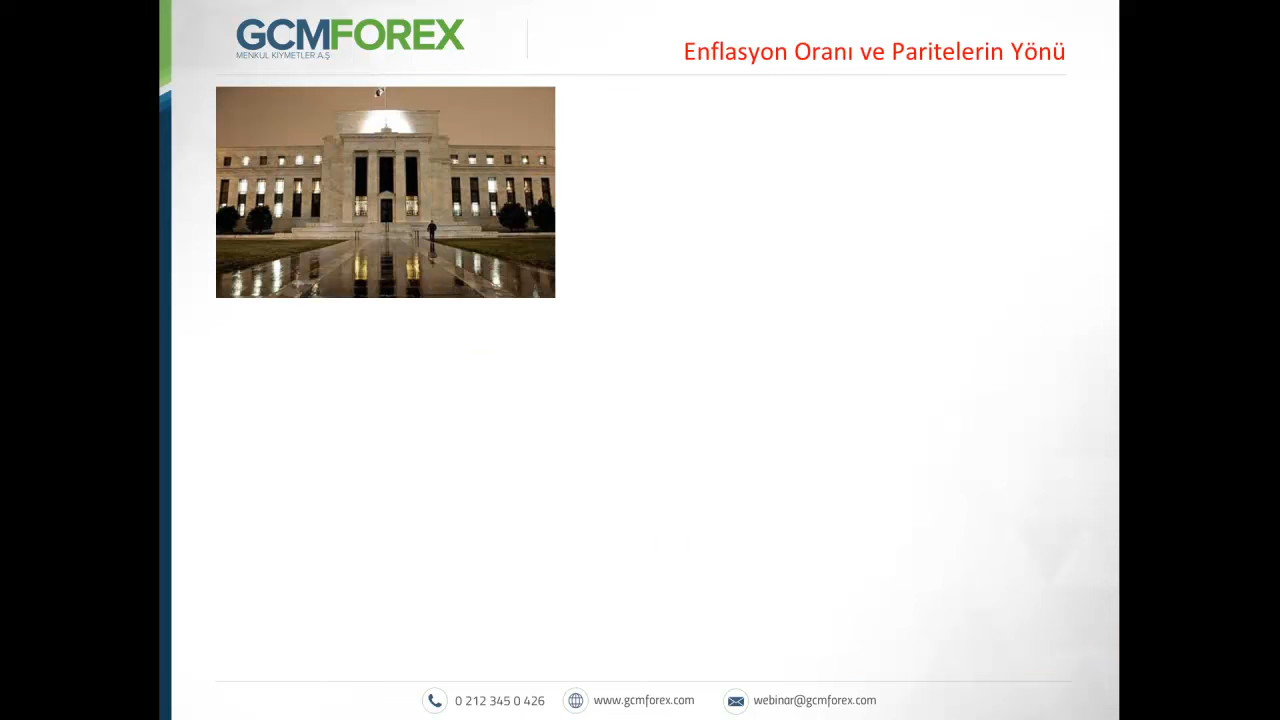 GCMFOREX
MENKUL KIYMETLER A.Ş
Enflasyon Oranı ve Paritelerin Yönü
0 212 345 0 426
www.gcmforex.com
webinar@gcmforex.com